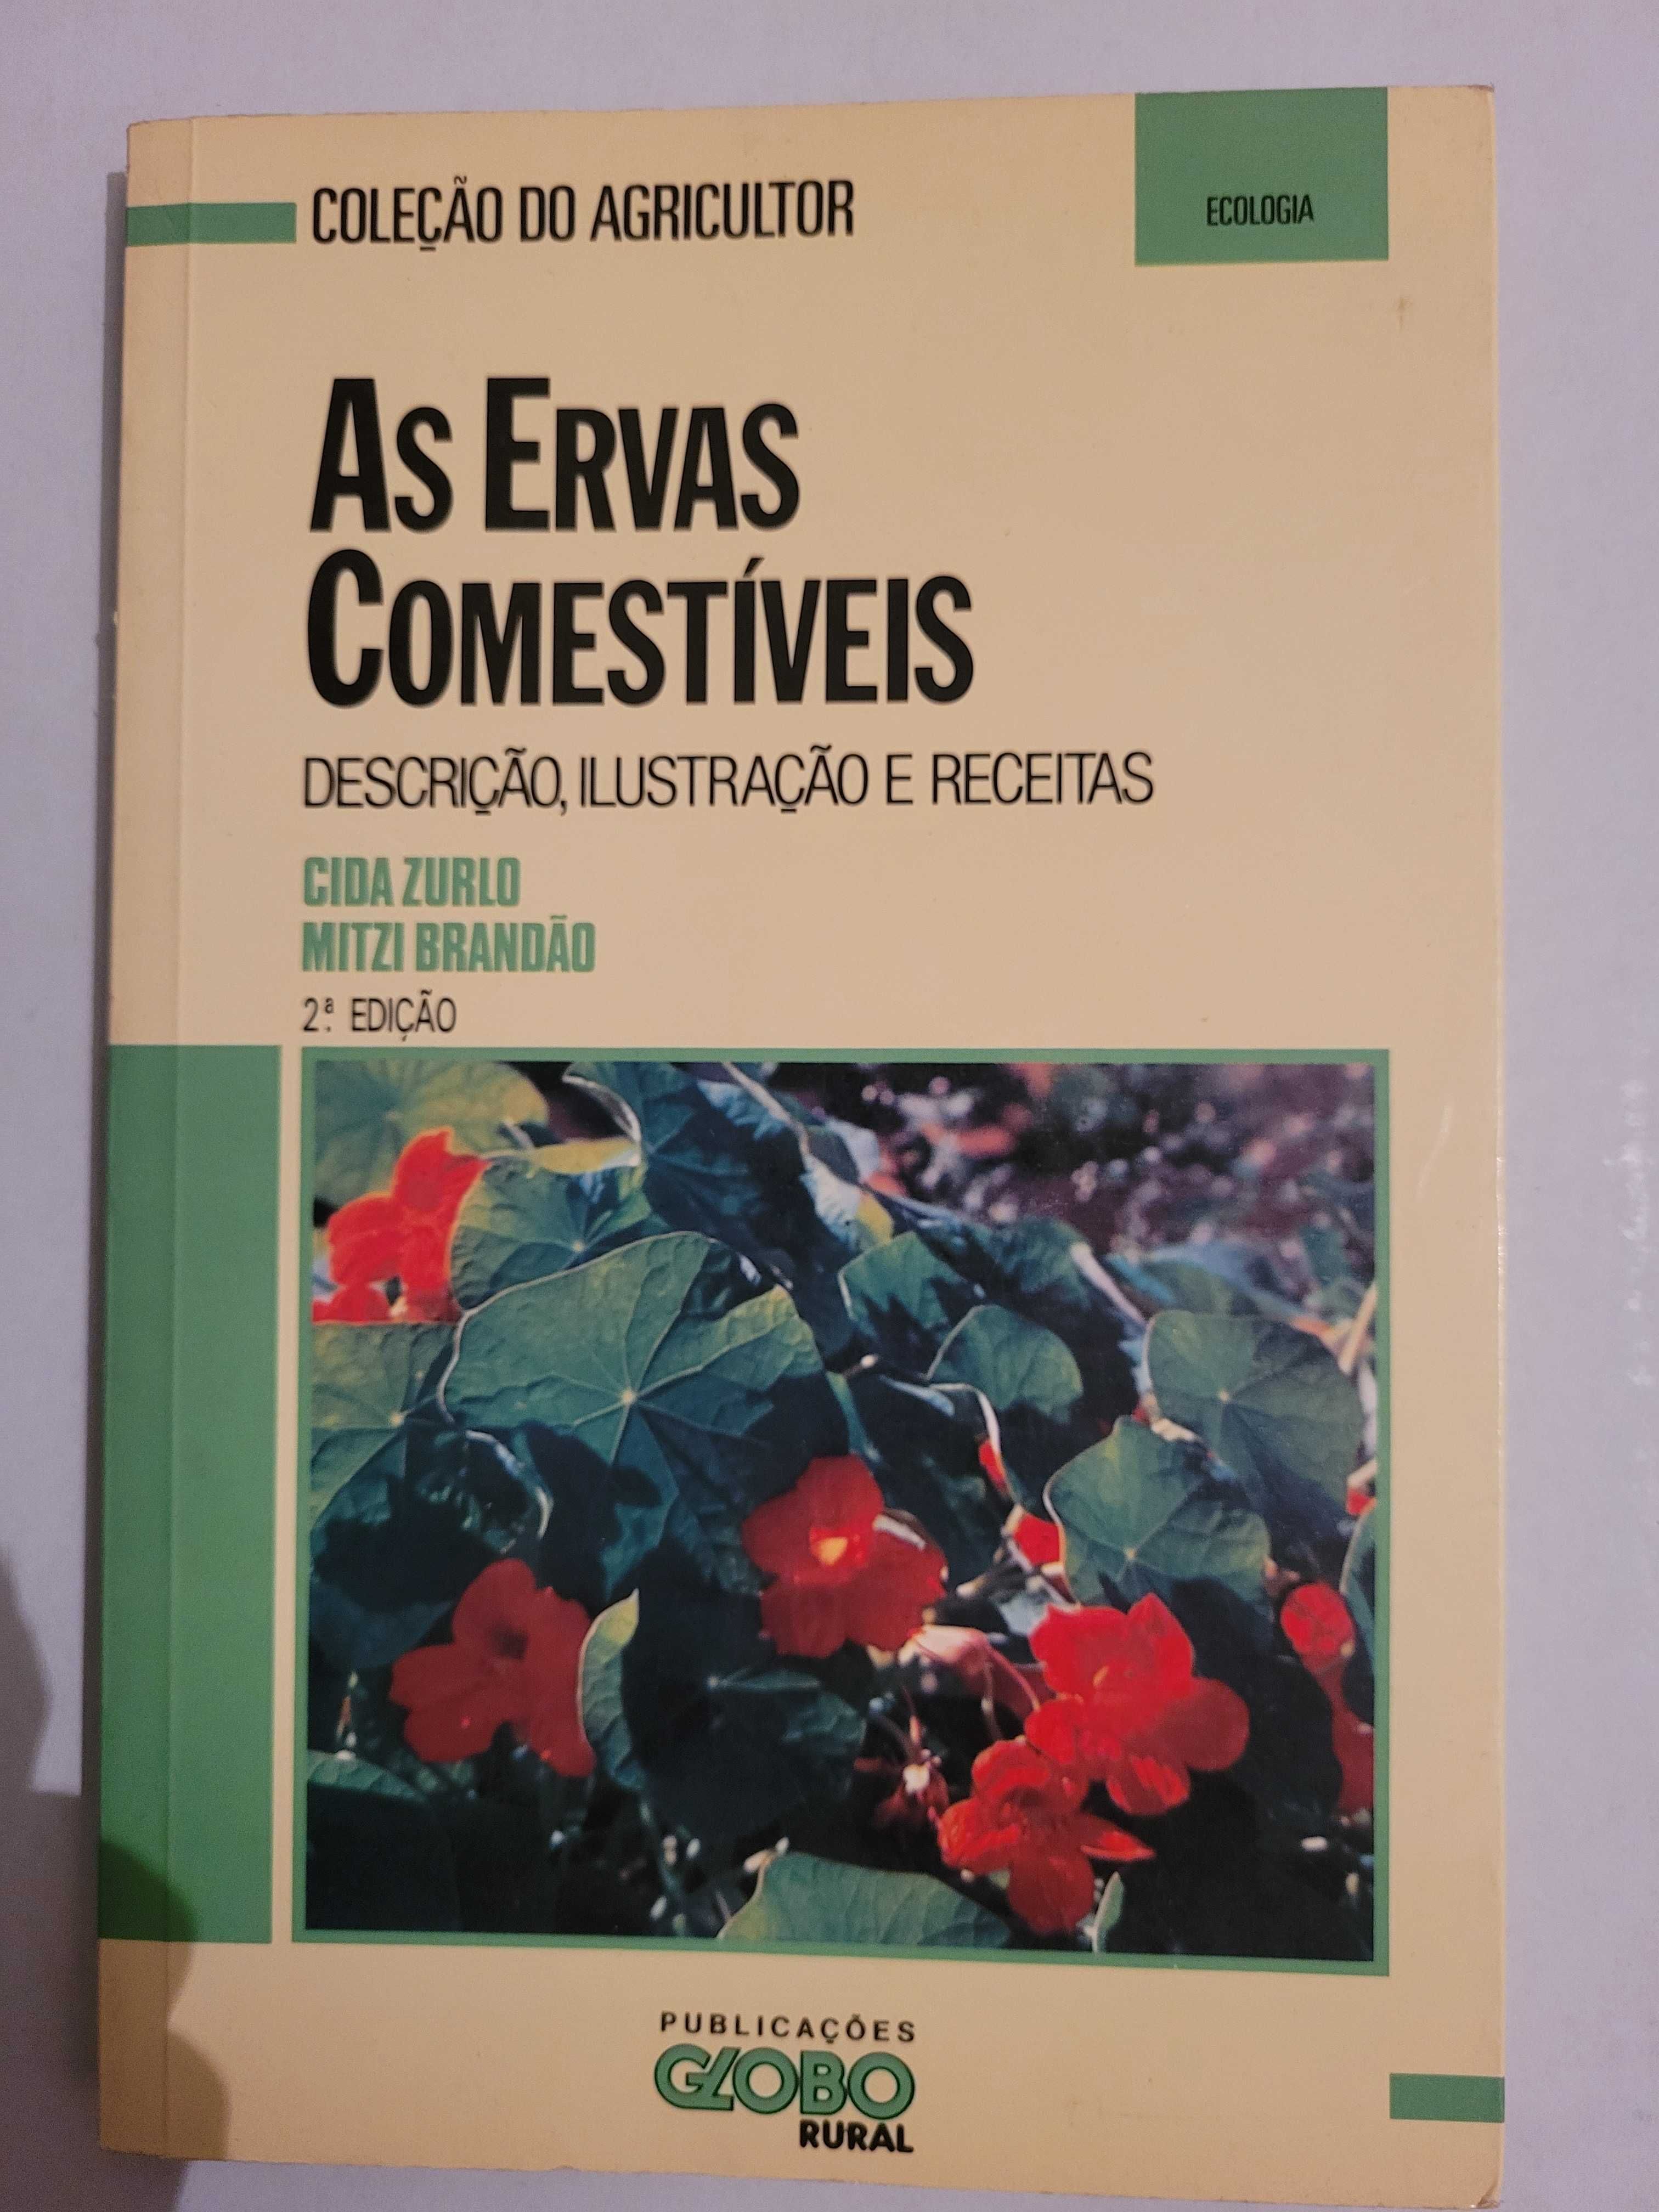 COLEÇÃO DO AGRICULTOR
ECOLOGIA
AS ERVAS
COMESTÍVEIS
DESCRIÇÃO, ILUSTRAÇÃO E RECEITAS
CIDA ZURLO
MITZI BRANDÃO
2ª EDIÇÃO
PUBLICAÇÕES
GLOBO
RURAL